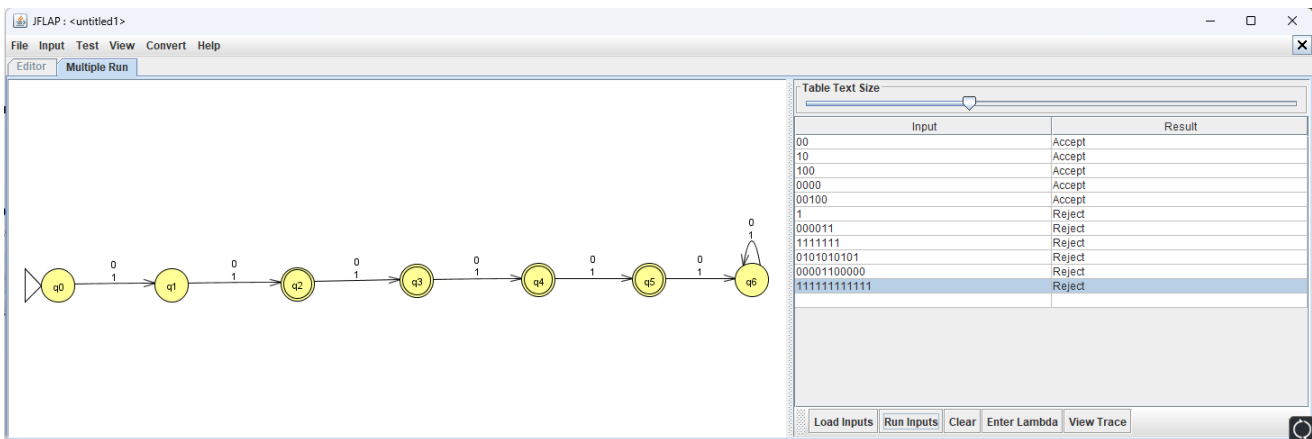 JFLAP : <untitled1>
File Input Test View Convert Help
Editor Multiple Run
Table Text Size
Input Result
00 Accept
10 Accept
100 Accept
0000 Accept
00100 Accept
1 Reject
000011 Reject
1111111 Reject
0101010101 Reject
00001100000 Reject
111111111111 Reject
0
1
0 0 0 0 0 0
1 1 1 1 1 1
q0 q1 q2 q3 q4 q5 q6
Load Inputs Run Inputs Clear Enter Lambda View Trace